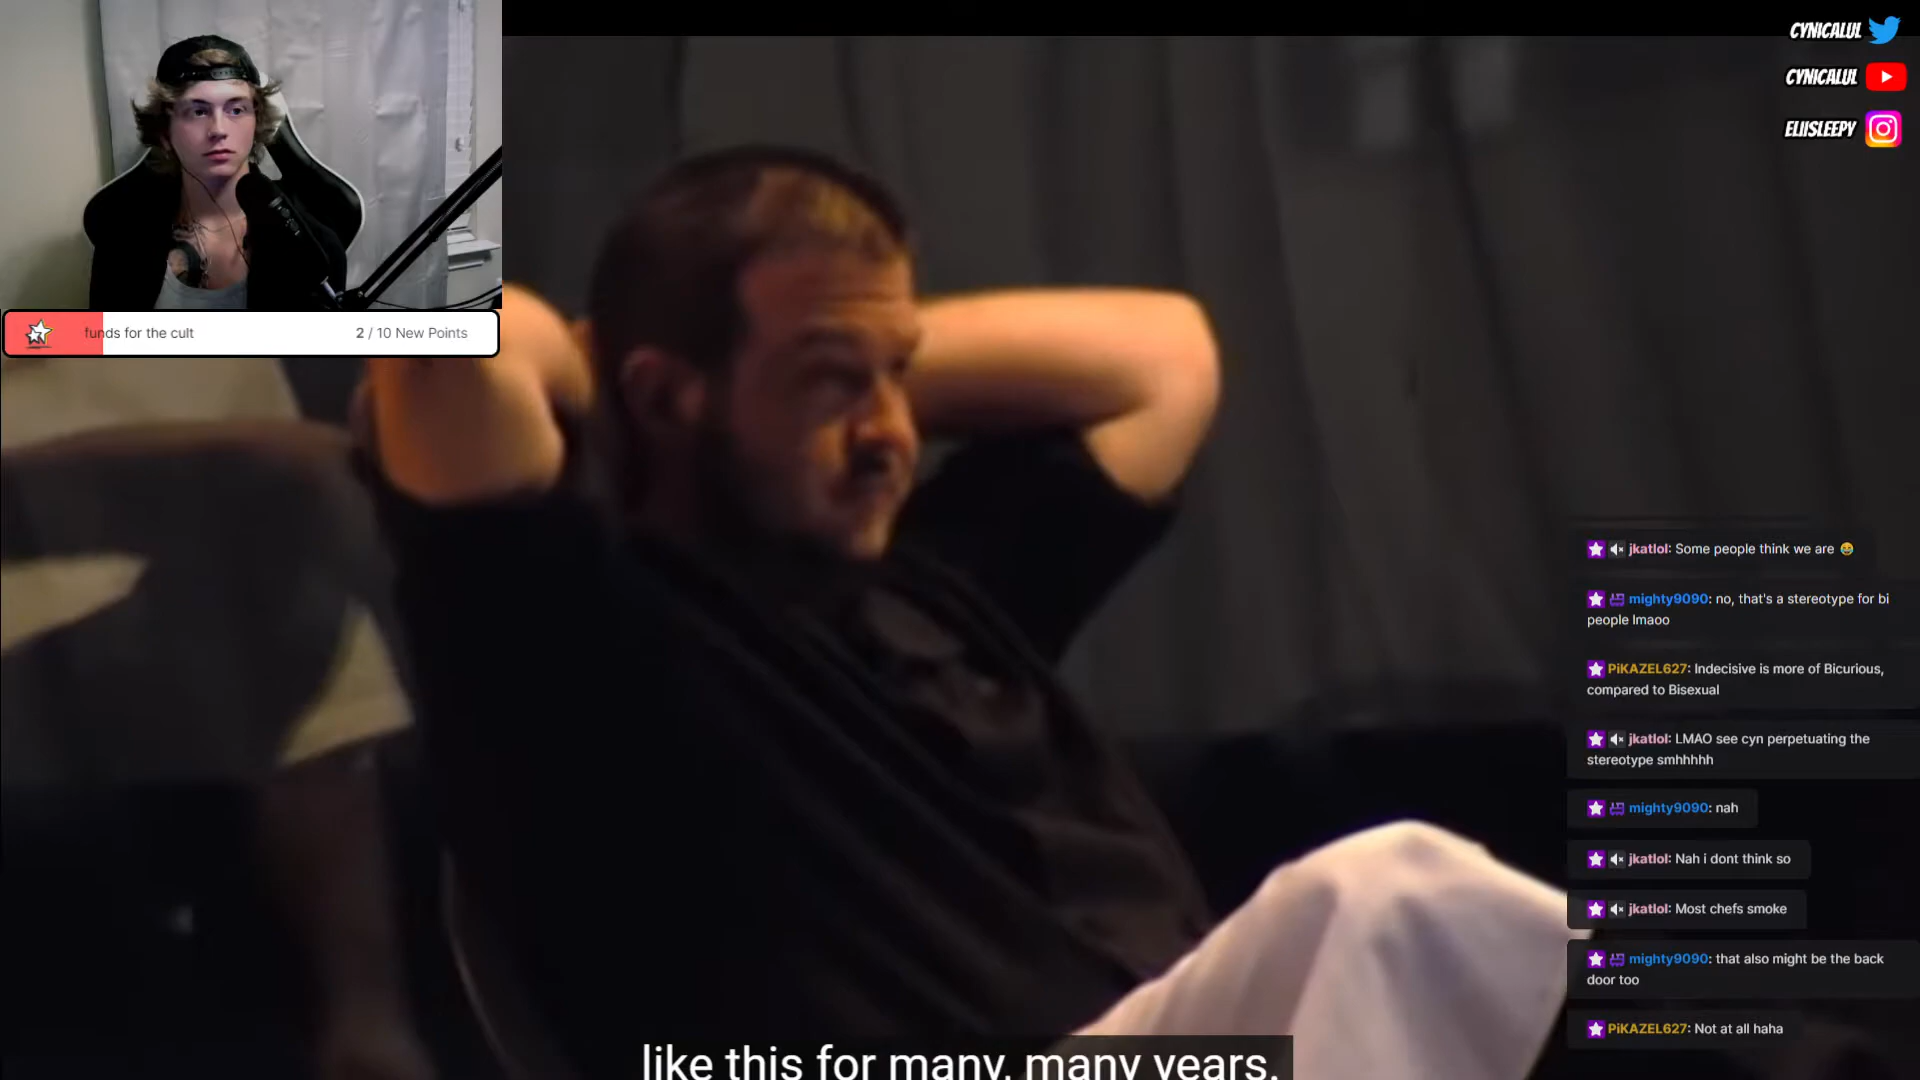 CYNICALUL
CYNICALUL
ELIISLEEPY
funds for the cult 2 / 10 New Points
jkatlol: Some people think we are 😂
mighty9090: no, that's a stereotype for bi
people lmaoo
PiKAZEL627: Indecisive is more of Bicurious,
compared to Bisexual
jkatlol: LMAO see cyn perpetuating the
stereotype smhhhhh
mighty9090: nah
jkatlol: Nah i dont think so
jkatlol: Most chefs smoke
mighty9090: that also might be the back
door too
PiKAZEL627: Not at all haha
like this for many, many years.